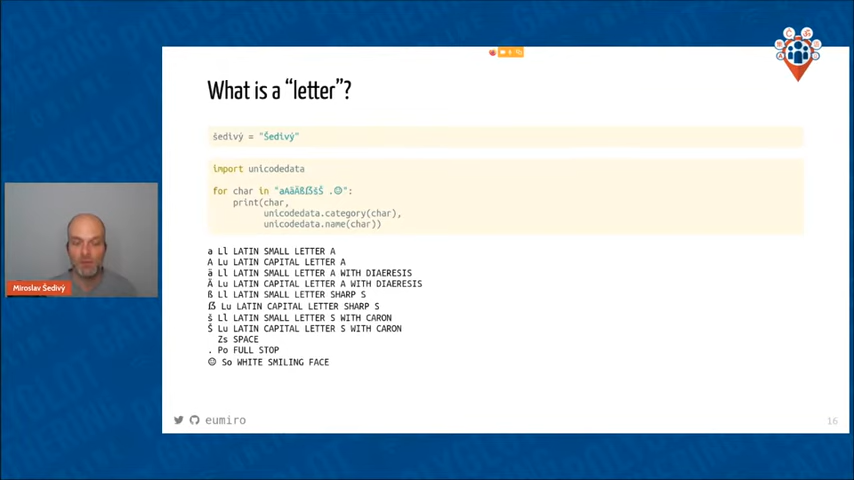 What is a “letter”?
šedivý = "Šedivý"
import unicodedata
for char in "aAäÄßẞšŠ .☺":
print(char,
unicodedata.category(char),
unicodedata.name(char))
a Ll LATIN SMALL LETTER A
A Lu LATIN CAPITAL LETTER A
ä Ll LATIN SMALL LETTER A WITH DIAERESIS
Ä Lu LATIN CAPITAL LETTER A WITH DIAERESIS
ß Ll LATIN SMALL LETTER SHARP S
ẞ Lu LATIN CAPITAL LETTER SHARP S
š Ll LATIN SMALL LETTER S WITH CARON
Š Lu LATIN CAPITAL LETTER S WITH CARON
Zs SPACE
. Po FULL STOP
☺ So WHITE SMILING FACE
Miroslav Šedivý
eumiro
16